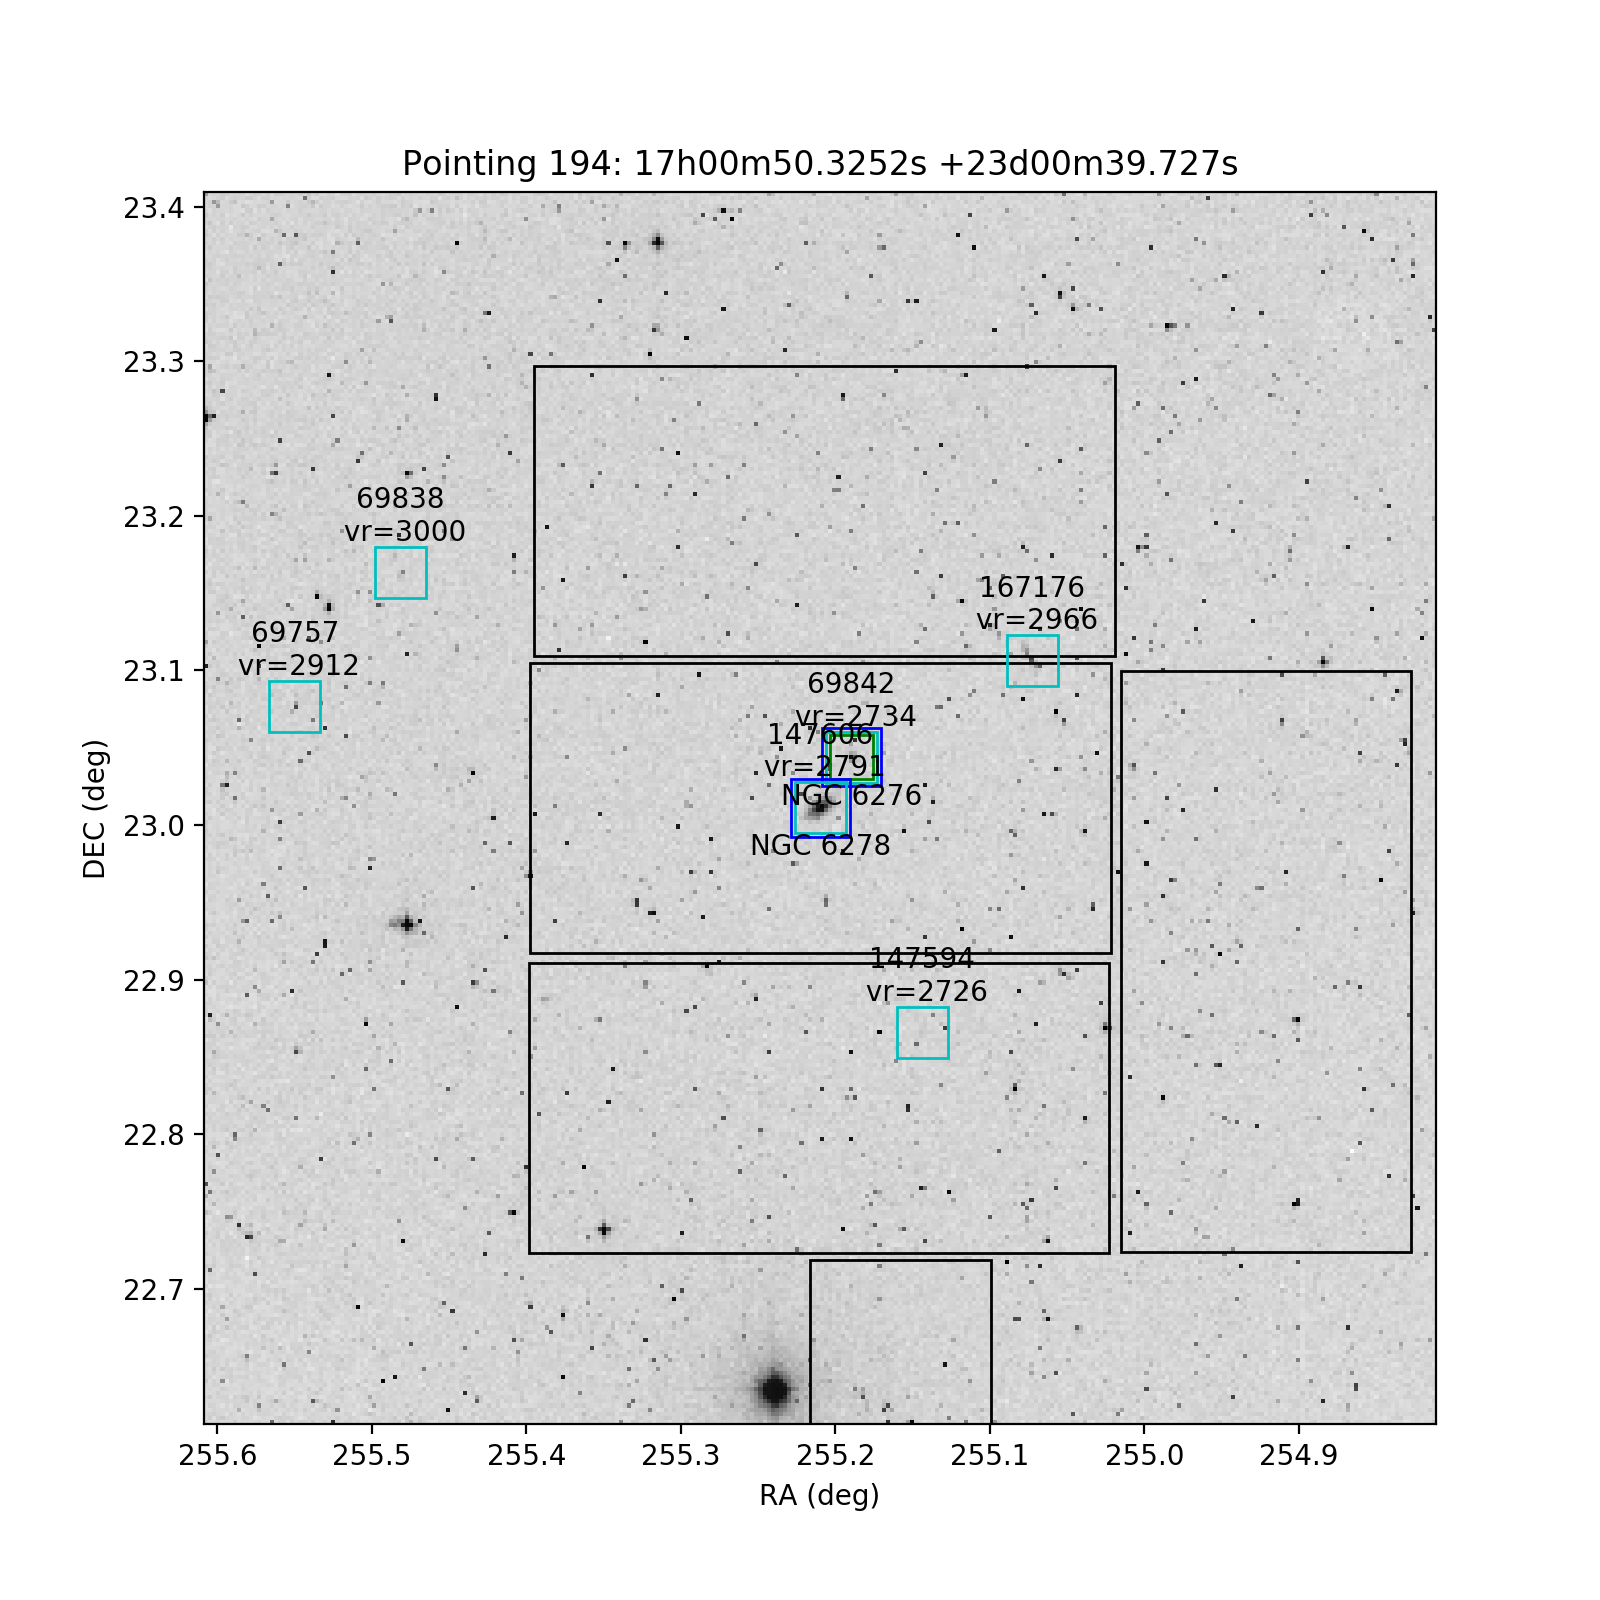 Pointing 194: 17h00m50.3252s +23d00m39.727s
23.4
23.3
23.2
23.1
23.0
22.9
22.8
22.7
DEC (deg)
69838
vr=3000
69757
vr=2912
167176
vr=2966
69842
vr=2734
147606
vr=2791
NGC 6276
NGC 6278
147594
vr=2726
255.6 255.5 255.4 255.3 255.2 255.1 255.0 254.9
RA (deg)